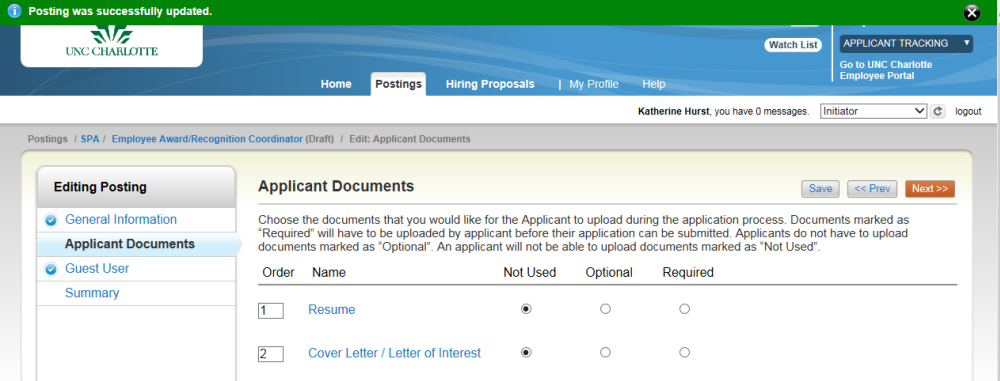 Posting was successfully updated.
UNC CHARLOTTE
Watch List
APPLICANT TRACKING
Go to UNC Charlotte
Employee Portal
Home Postings Hiring Proposals | My Profile Help
Katherine Hurst, you have 0 messages. Initiator logout
Postings / SPA / Employee Award/Recognition Coordinator (Draft) / Edit: Applicant Documents
Editing Posting
General Information
Applicant Documents
Guest User
Summary
Applicant Documents
Save << Prev Next >>
Choose the documents that you would like for the Applicant to upload during the application process. Documents marked as
“Required” will have to be uploaded by applicant before their application can be submitted. Applicants do not have to upload
documents marked as “Optional”. An applicant will not be able to upload documents marked as “Not Used”.
Order Name Not Used Optional Required
1 Resume
2 Cover Letter / Letter of Interest